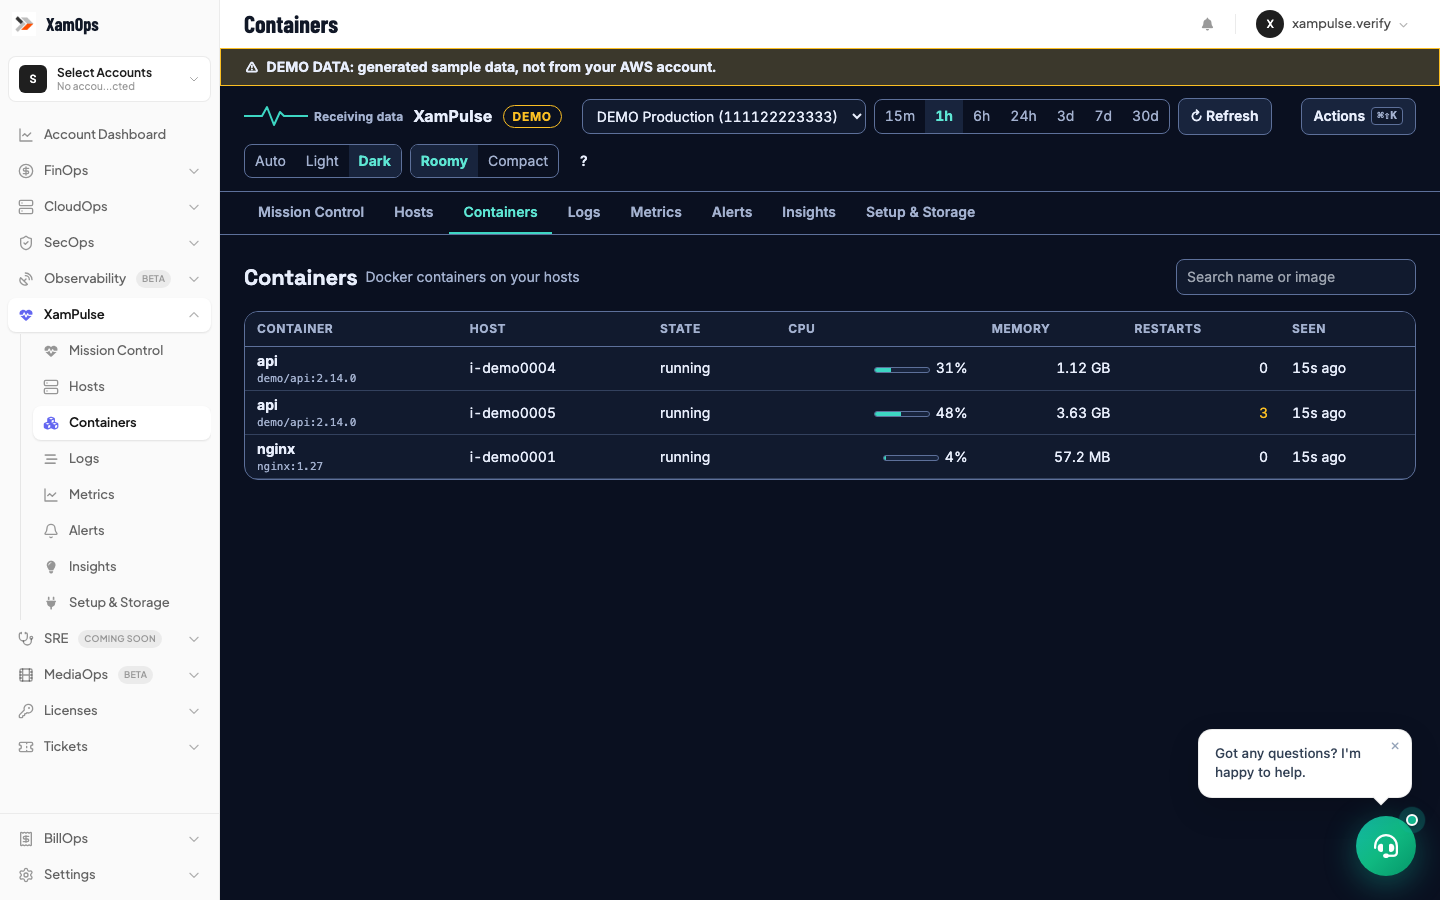 XamOps
Containers
X
xampulse.verify
S
Select Accounts
No accou...cted
DEMO DATA: generated sample data, not from your AWS account.
Receiving data
XamPulse
DEMO
DEMO Production (111122223333)
15m 1h 6h 24h 3d 7d 30d
Refresh
Actions ⌘⇧K
Auto Light Dark
Roomy Compact
?
Account Dashboard
FinOps
CloudOps
SecOps
Observability BETA
XamPulse
Mission Control
Hosts
Containers
Logs
Metrics
Alerts
Insights
Setup & Storage
SRE COMING SOON
MediaOps BETA
Licenses
Tickets
BillOps
Settings
Mission Control Hosts Containers Logs Metrics Alerts Insights Setup & Storage
Containers Docker containers on your hosts
Search name or image
CONTAINER HOST STATE CPU MEMORY RESTARTS SEEN
api
demo/api:2.14.0
i-demo0004 running 31% 1.12 GB 0 15s ago
api
demo/api:2.14.0
i-demo0005 running 48% 3.63 GB 3 15s ago
nginx
nginx:1.27
i-demo0001 running 4% 57.2 MB 0 15s ago
Got any questions? I'm
happy to help.